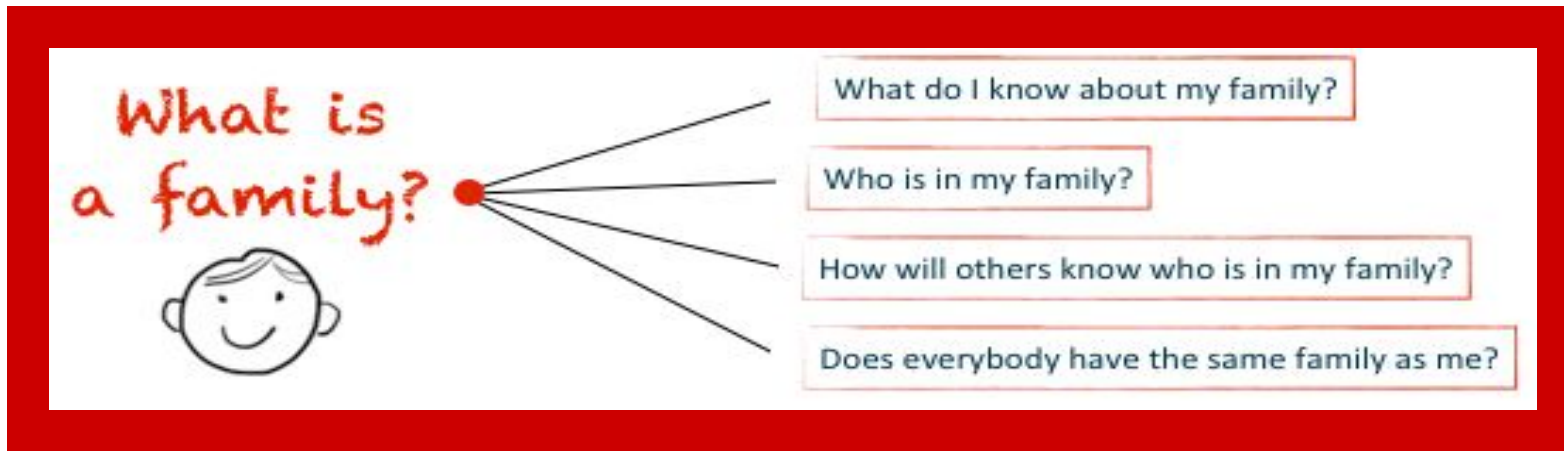 What is
a family?
What do I know about my family?
Who is in my family?
How will others know who is in my family?
Does everybody have the same family as me?